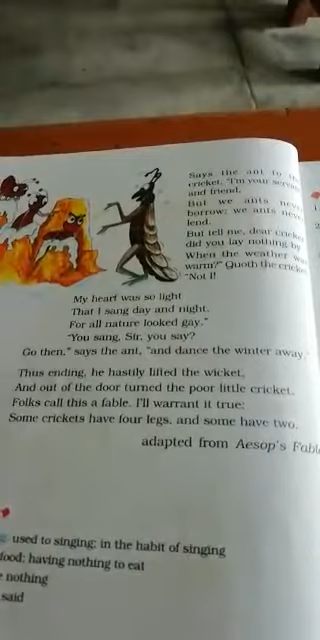 Says the ant to the
cricket, "I'm your servant
and friend,
But we ants never
borrow; we ants never
lend.
But tell me, dear cricket,
did you lay nothing by
When the weather was
warm?" Quoth the cricket,
"Not I!
My heart was so light
That I sang day and night,
For all nature looked gay."
"You sang, Sir, you say?
Go then," says the ant, "and dance the winter away."
Thus ending, he hastily lifted the wicket,
And out of the door turned the poor little cricket.
Folks call this a fable. I'll warrant it true:
Some crickets have four legs, and some have two.
adapted from Aesop's Fabl
used to singing; in the habit of singing
food; having nothing to eat
nothing
said